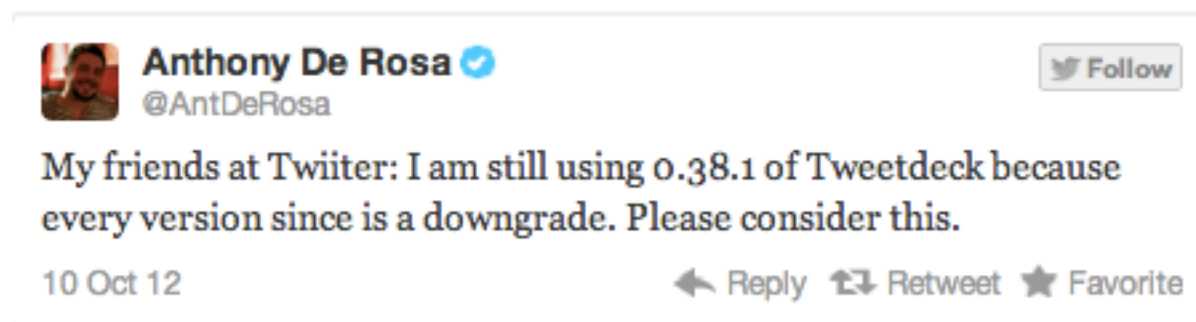 Anthony De Rosa
Follow
@AntDeRosa
My friends at Twiiter: I am still using 0.38.1 of Tweetdeck because
every version since is a downgrade. Please consider this.
10 Oct 12 Reply Retweet Favorite